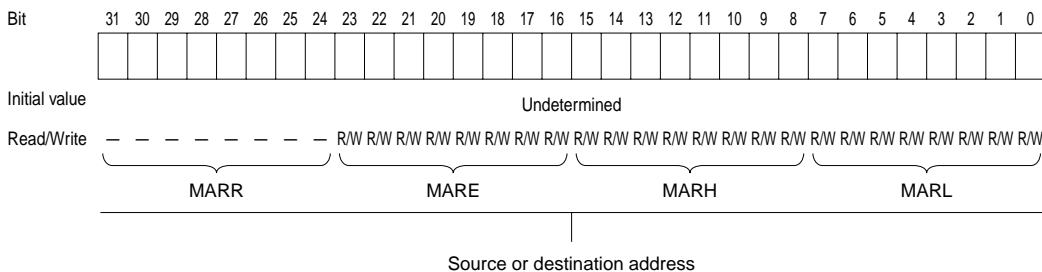 Bit 31 30 29 28 27 26 25 24 23 22 21 20 19 18 17 16 15 14 13 12 11 10 9 8 7 6 5 4 3 2 1 0
Initial value Undetermined
Read/Write — — — — — — — — R/W R/W R/W R/W R/W R/W R/W R/W R/W R/W R/W R/W R/W R/W R/W R/W R/W R/W R/W R/W R/W R/W R/W R/W
MARR MARE MARH MARL
Source or destination address